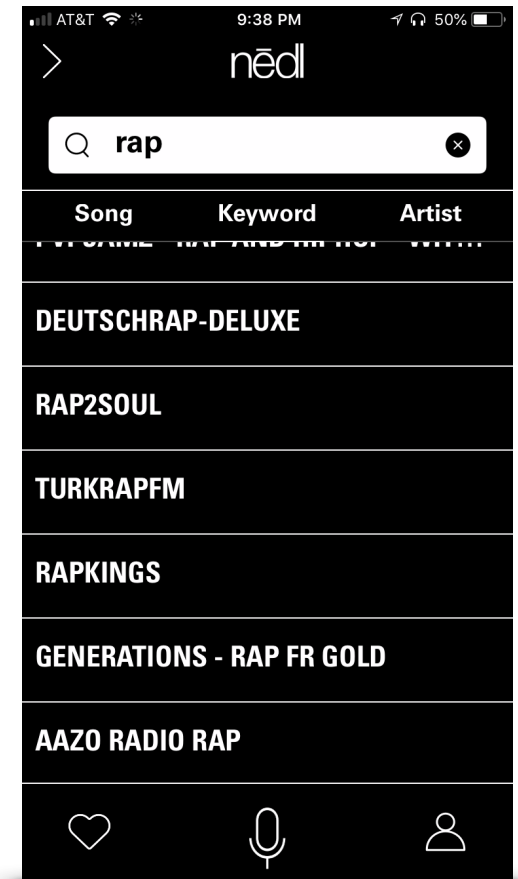 AT&T 9:38 PM 50%
nēdl
rap
Song Keyword Artist
DEUTSCHRAP-DELUXE
RAP2SOUL
TURKRAPFM
RAPKINGS
GENERATIONS - RAP FR GOLD
AAZO RADIO RAP